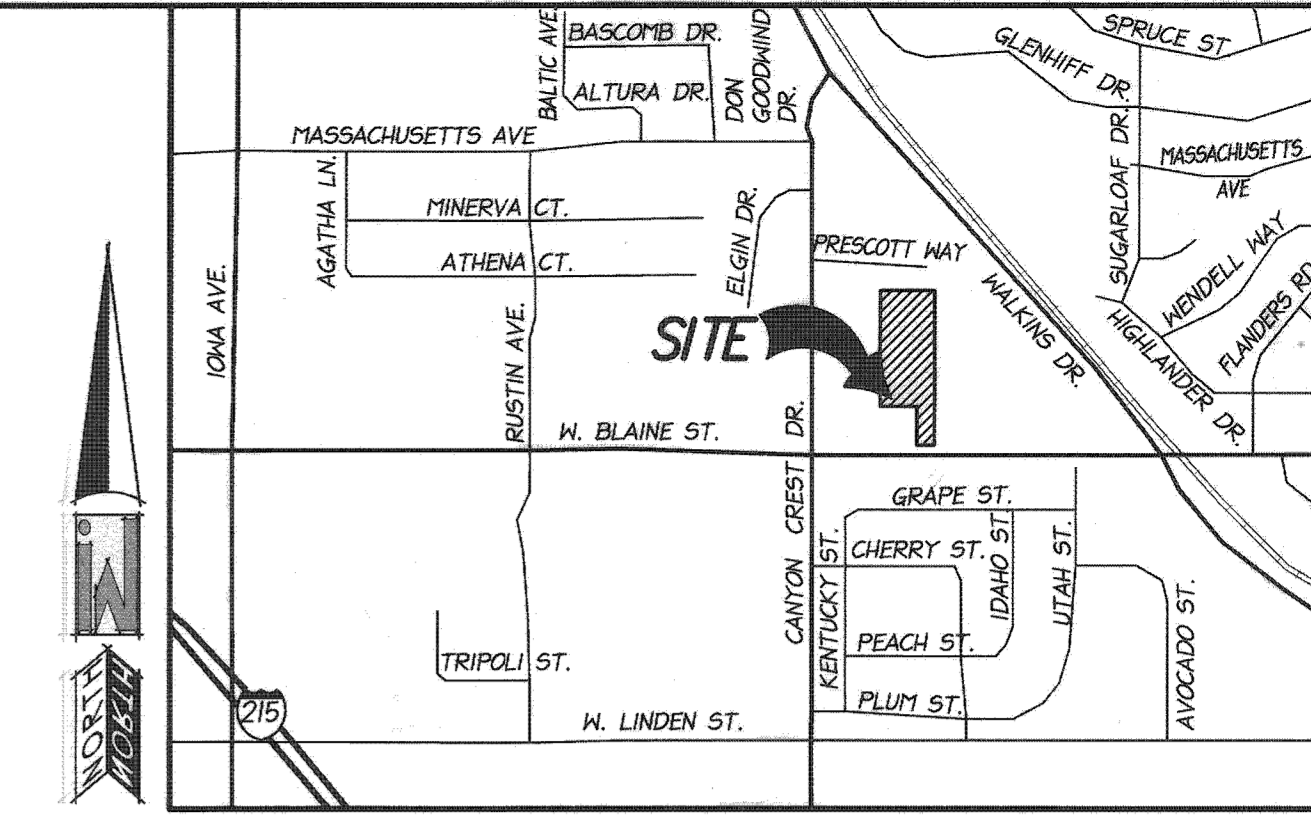 SPRUCE ST
GLENHIFF DR.
BASCOMB DR.
BALTIC AVE.
ALTURA DR.
DON
GOODWIND
DR.
MASSACHUSETTS AVE
SUGARLOAF DR.
MASSACHUSETTS
AVE
AGATHA LN.
MINERVA CT.
ATHENA CT.
ELGIN DR.
PRESCOTT WAY
WENDELL WAY
FLANDERS RD
WALKINS DR.
HIGHLANDER DR.
IOWA AVE.
RUSTIN AVE.
SITE
W. BLAINE ST.
CANYON CREST DR.
GRAPE ST.
CHERRY ST.
IDAHO ST.
UTAH ST.
KENTUCKY ST.
PEACH ST.
PLUM ST.
AVOCADO ST.
TRIPOLI ST.
215
W. LINDEN ST.
NORTH
NORTH